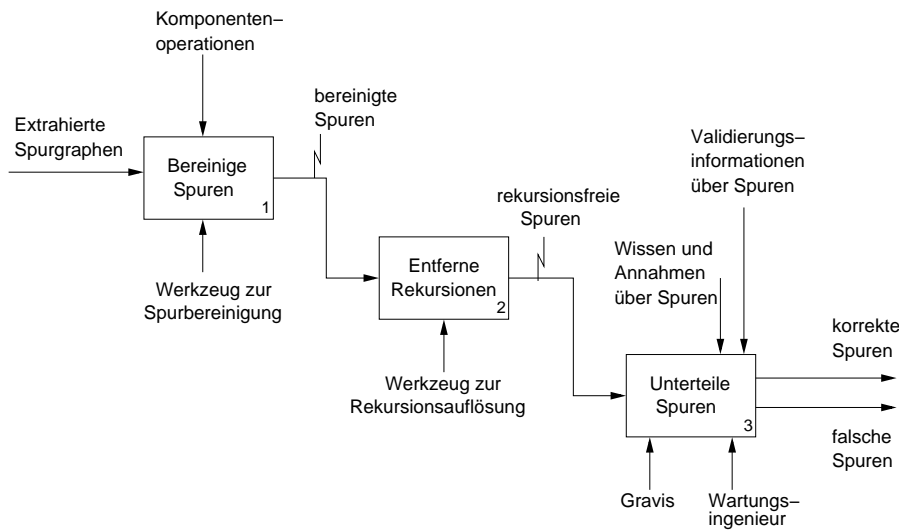 Komponenten–
operationen
bereinigte
Spuren
Extrahierte
Spurgraphen
Bereinige
Spuren
1
Validierungs–
informationen
über Spuren
rekursionsfreie
Spuren
Werkzeug zur
Spurbereinigung
Entferne
Rekursionen
2
Wissen und
Annahmen
über Spuren
korrekte
Spuren
Werkzeug zur
Rekursionsauflösung
Unterteile
Spuren
3
falsche
Spuren
Gravis
Wartungs–
ingenieur